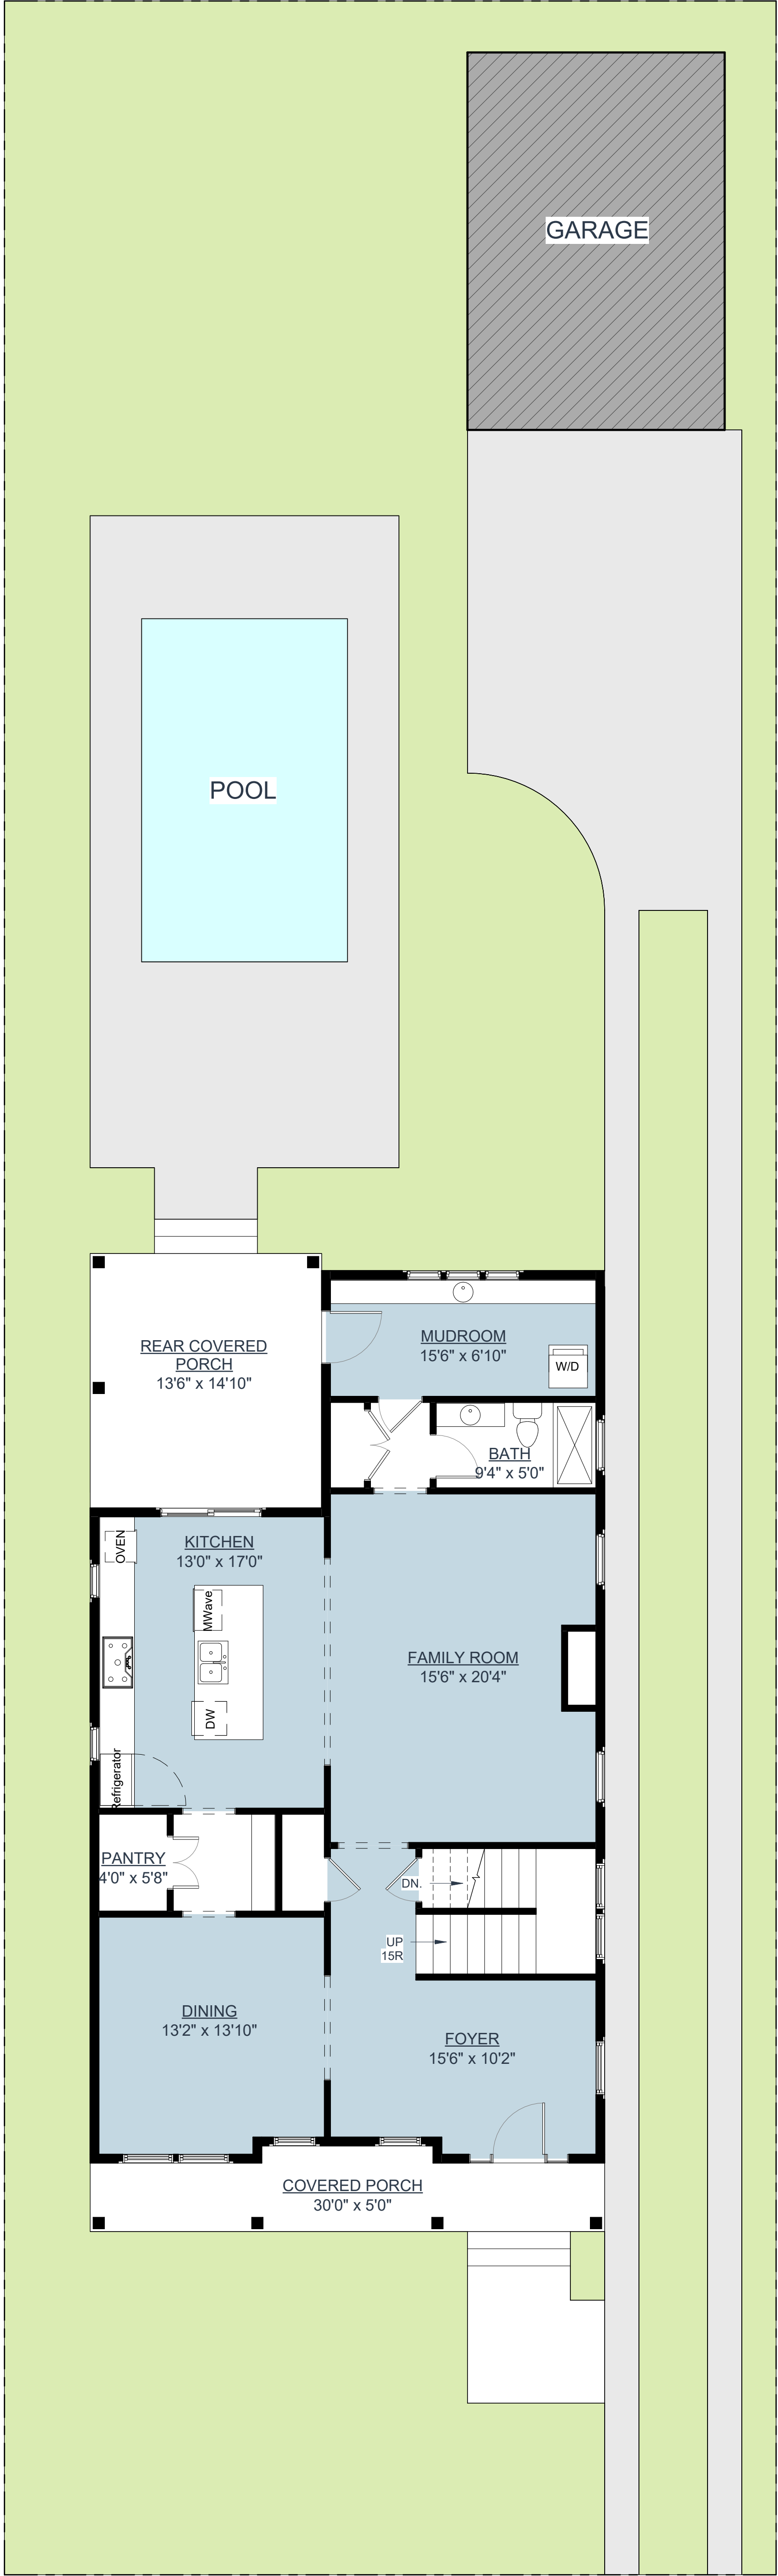 GARAGE
POOL
REAR COVERED
PORCH
13'6" x 14'10"
MUDROOM
15'6" x 6'10"
W/D
BATH
9'4" x 5'0"
OVEN
KITCHEN
13'0" x 17'0"
MWave
DW
Refrigerator
FAMILY ROOM
15'6" x 20'4"
PANTRY
4'0" x 5'8"
DN.
UP
15R
DINING
13'2" x 13'10"
FOYER
15'6" x 10'2"
COVERED PORCH
30'0" x 5'0"